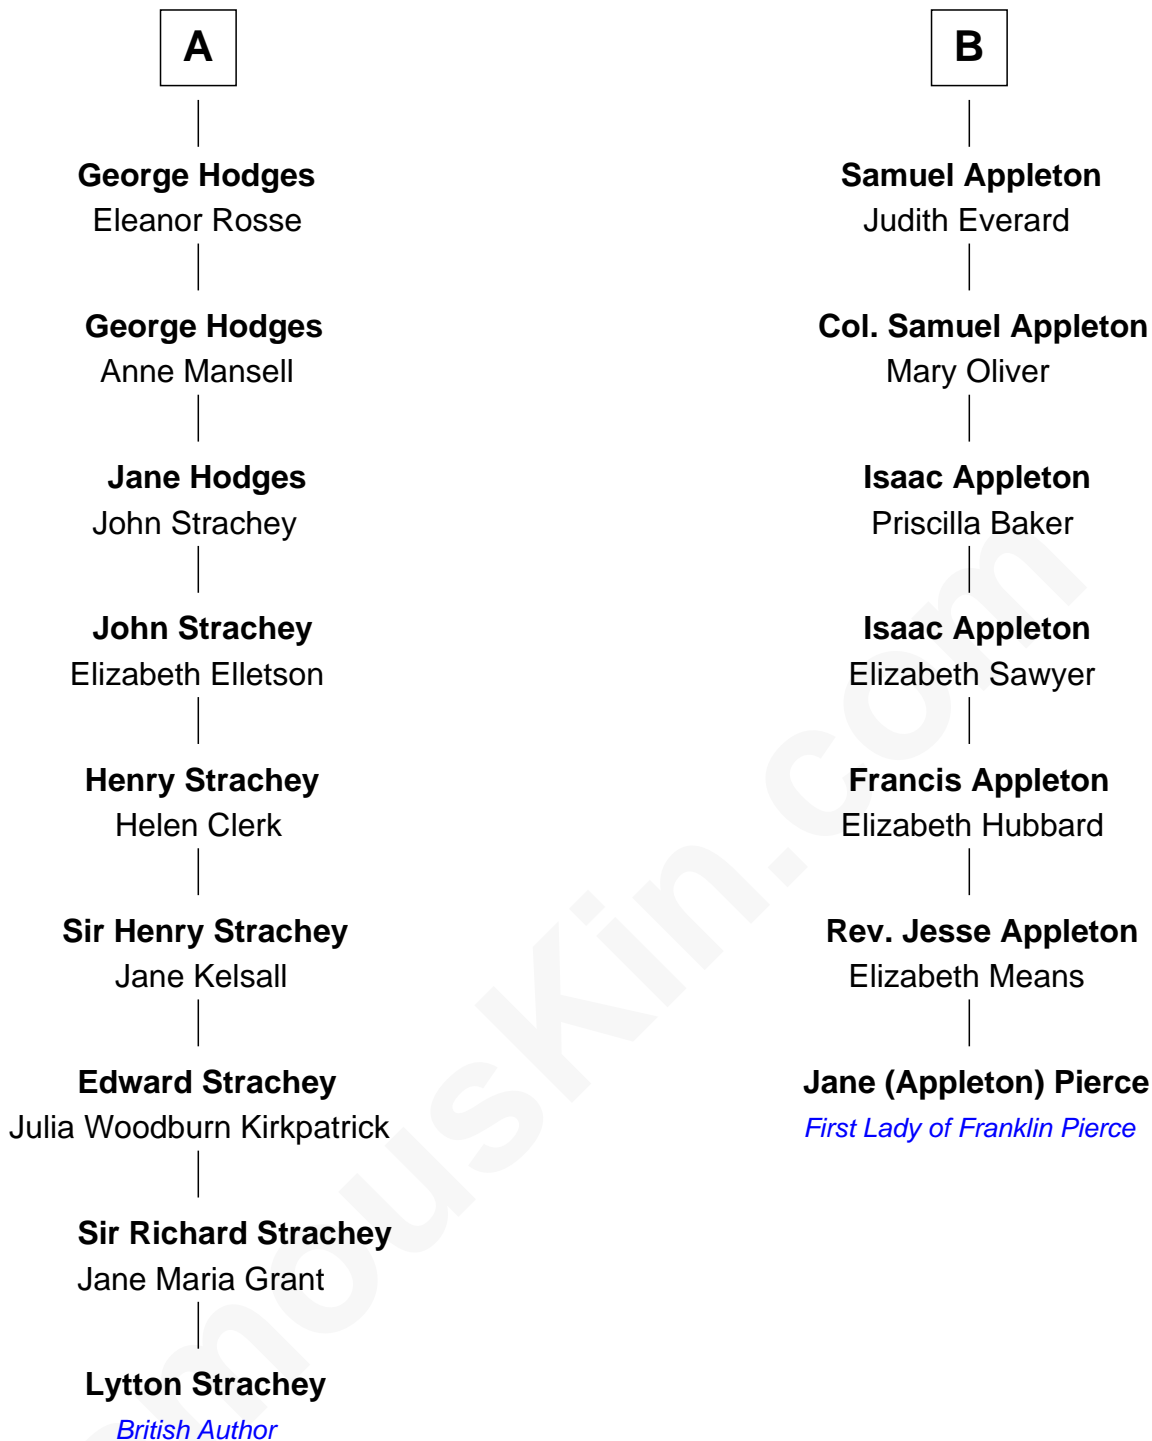 A
George Hodges
Eleanor Rosse
George Hodges
Anne Mansell
Jane Hodges
John Strachey
John Strachey
Elizabeth Elletson
Henry Strachey
Helen Clerk
Sir Henry Strachey
Jane Kelsall
Edward Strachey
Julia Woodburn Kirkpatrick
Sir Richard Strachey
Jane Maria Grant
Lytton Strachey
British Author
B
Samuel Appleton
Judith Everard
Col. Samuel Appleton
Mary Oliver
Isaac Appleton
Priscilla Baker
Isaac Appleton
Elizabeth Sawyer
Francis Appleton
Elizabeth Hubbard
Rev. Jesse Appleton
Elizabeth Means
Jane (Appleton) Pierce
First Lady of Franklin Pierce
mousKin.com